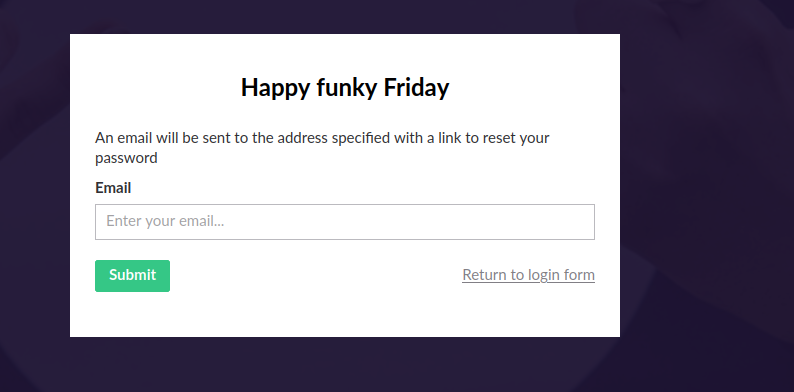 Happy funky Friday
An email will be sent to the address specified with a link to reset your
password
Email
Enter your email...
Submit
Return to login form